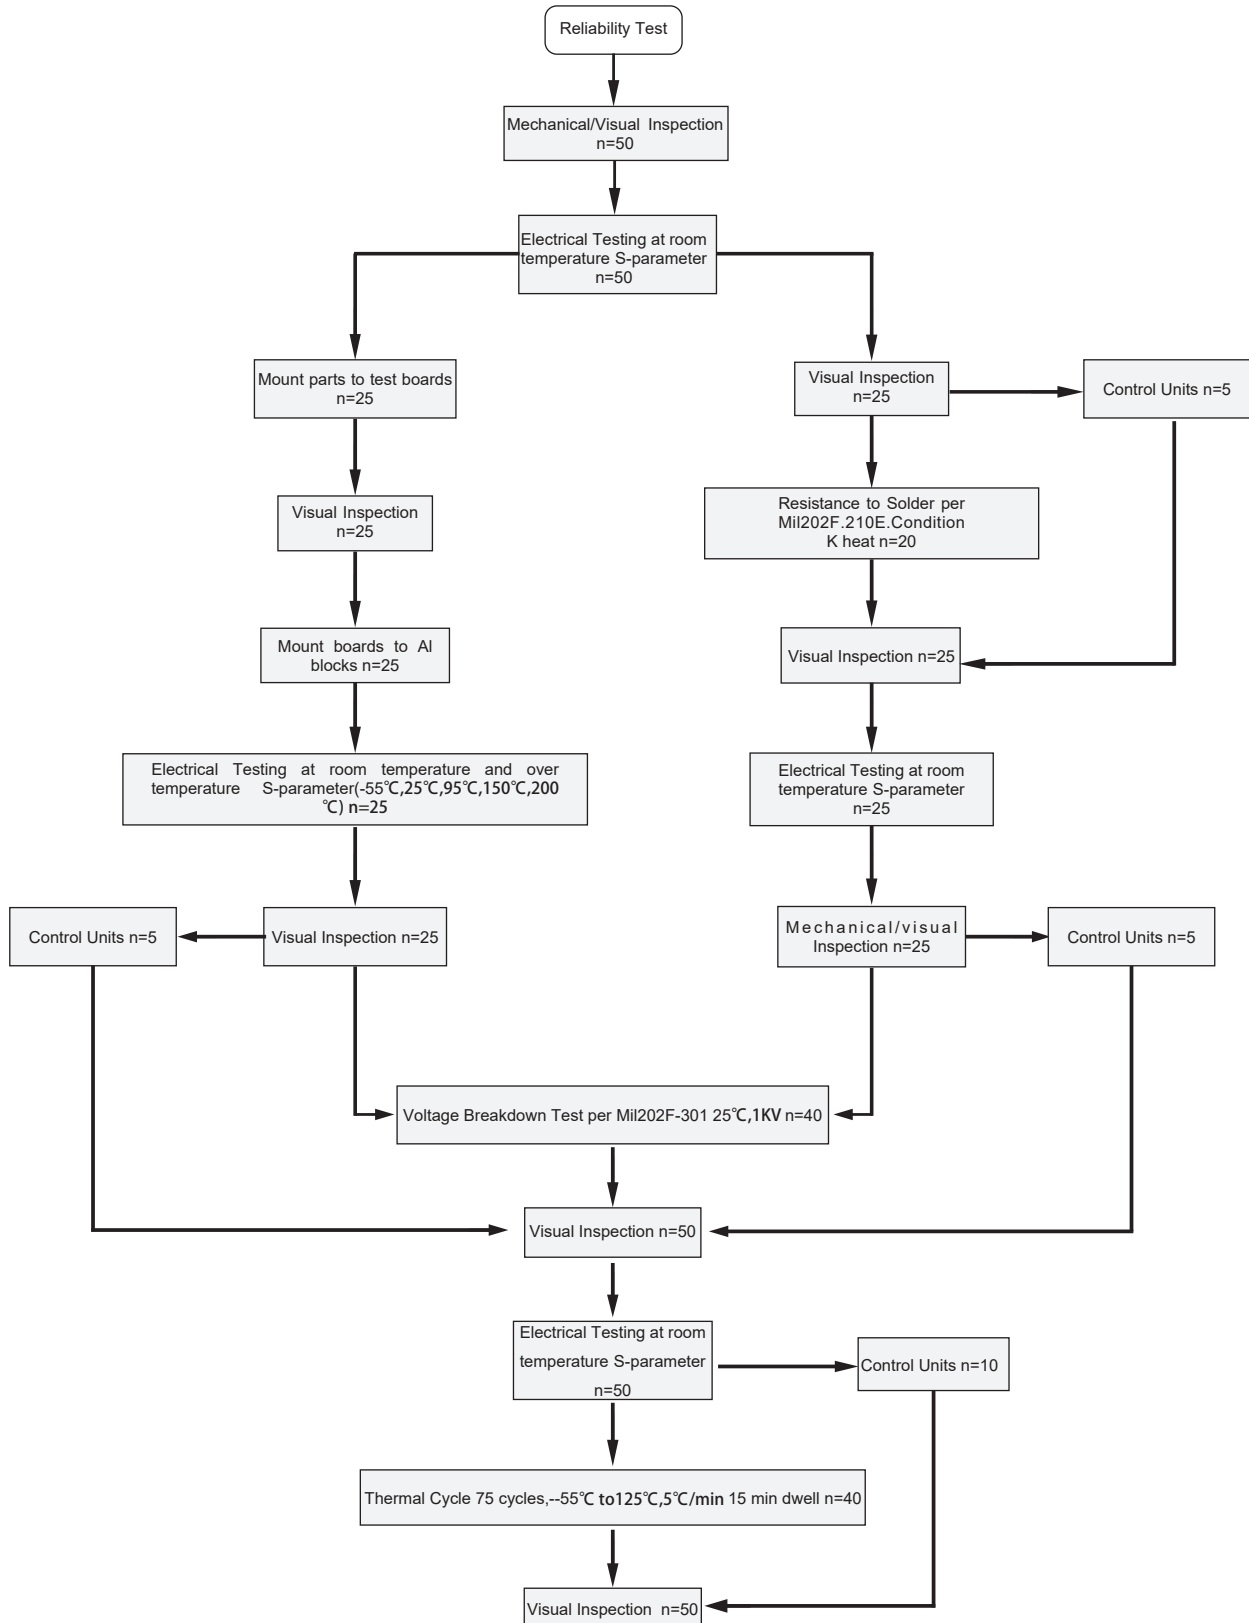 Reliability Test
Mechanical/Visual Inspection
n=50
Electrical Testing at room
temperature S-parameter
n=50
Mount parts to test boards
n=25
Visual Inspection
n=25
Control Units n=5
Visual Inspection
n=25
Resistance to Solder per
Mil202F.210E.Condition
K heat n=20
Mount boards to Al
blocks n=25
Visual Inspection n=25
Electrical Testing at room temperature and over
temperature S-parameter(-55℃,25℃,95℃,150℃,200
℃) n=25
Electrical Testing at room
temperature S-parameter
n=25
Control Units n=5
Visual Inspection n=25
Mechanical/visual
Inspection n=25
Control Units n=5
Voltage Breakdown Test per Mil202F-301 25℃,1KV n=40
Visual Inspection n=50
Electrical Testing at room
temperature S-parameter
n=50
Control Units n=10
Thermal Cycle 75 cycles,--55℃ to125℃,5℃/min 15 min dwell n=40
Visual Inspection n=50